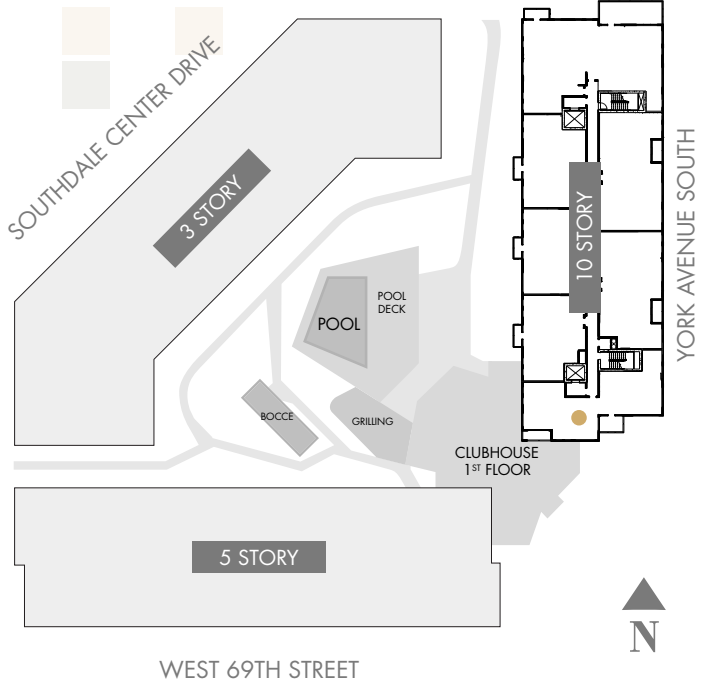 SOUTHDALE CENTER DRIVE
3 STORY
10 STORY
YORK AVENUE SOUTH
POOL
DECK
POOL
BOCCE
GRILLING
CLUBHOUSE
1ST FLOOR
5 STORY
N
WEST 69TH STREET